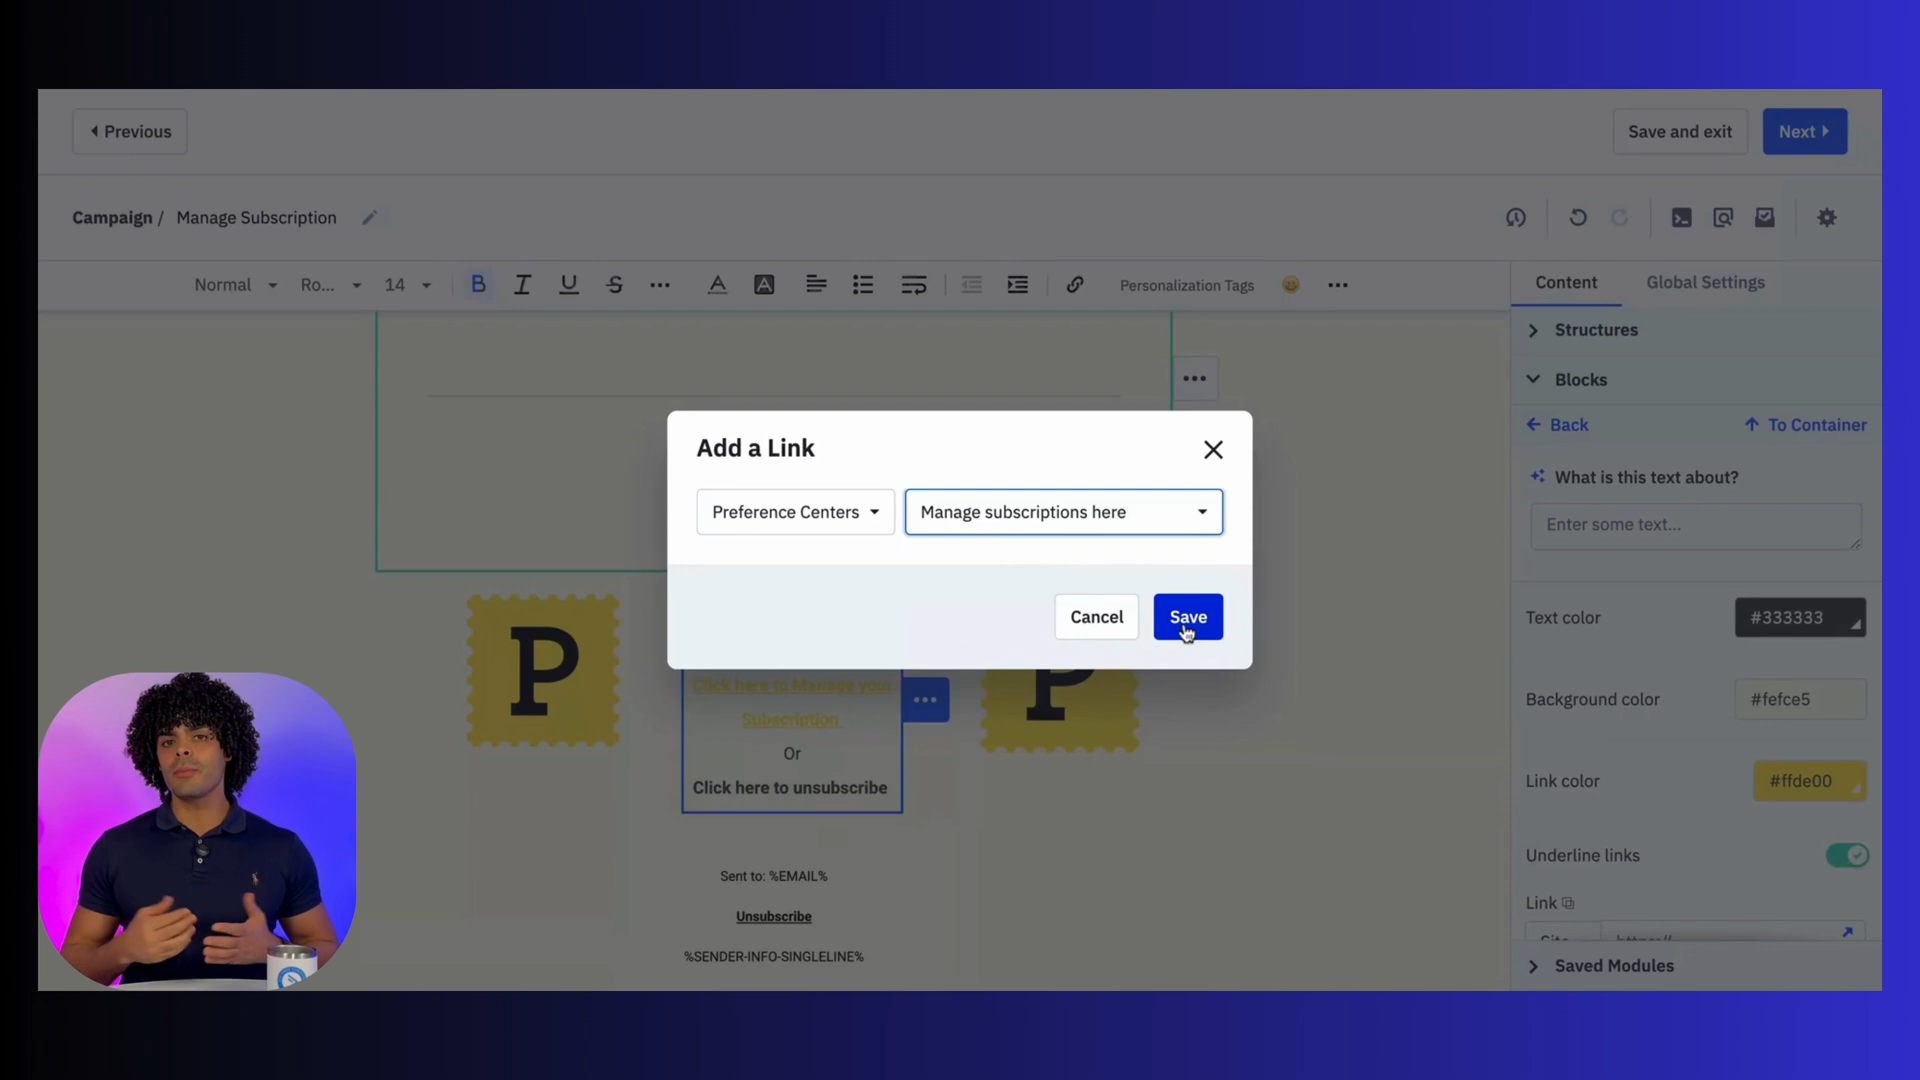 Previous
Save and exit
Next
Campaign / Manage Subscription
Normal Ro... 14 B I U S A A Personalization Tags
Content Global Settings
Structures
Blocks
Back To Container
What is this text about?
Enter some text...
Add a Link
Preference Centers Manage subscriptions here
Cancel Save
Text color #333333
Background color #fefce5
Link color #ffde00
Underline links
Link
Site https://
Saved Modules
P
P
Click here to Manage your
Subscription
Or
Click here to unsubscribe
Sent to: %EMAIL%
Unsubscribe
%SENDER-INFO-SINGLELINE%